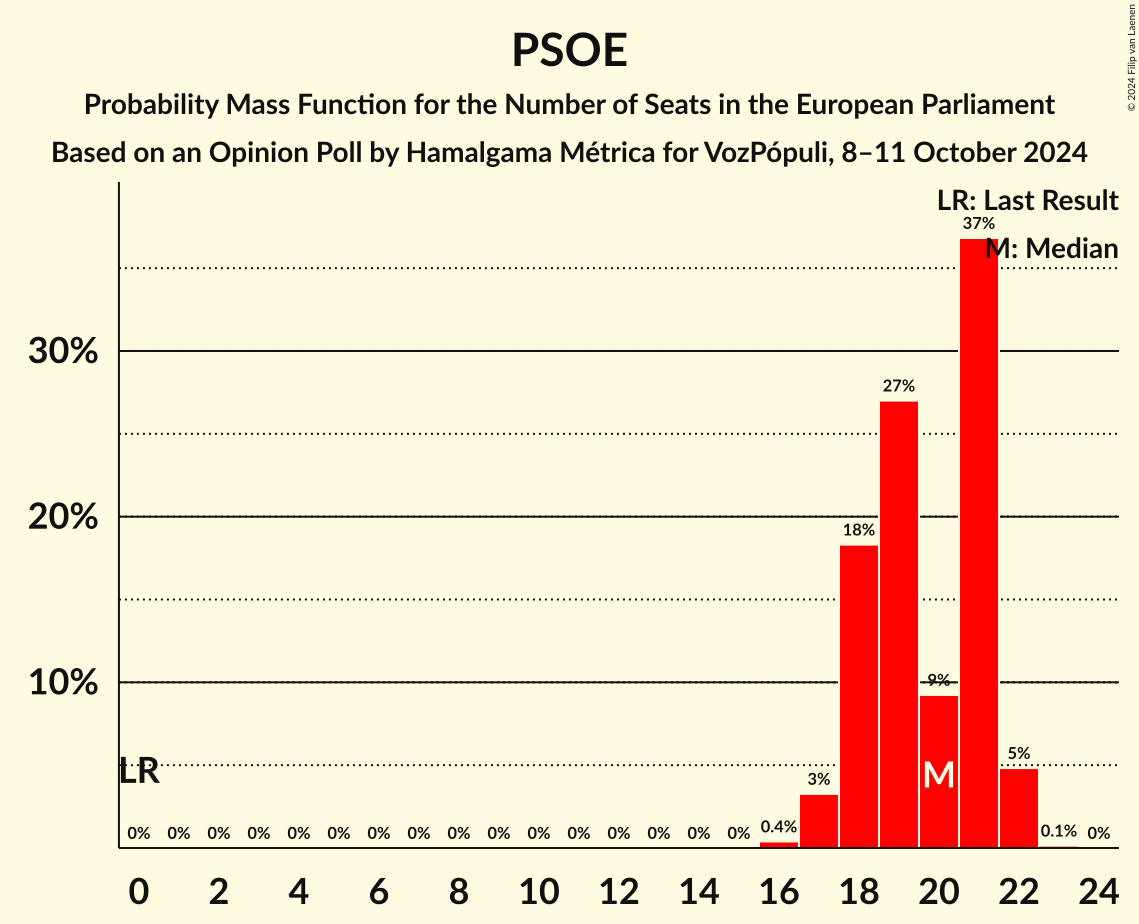 PSOE
Probability Mass Function for the Number of Seats in the European Parliament
Based on an Opinion Poll by Hamalgama Métrica for VozPópuli, 8–11 October 2024
© 2024 Filip van Laenen
LR: Last Result
37%
M: Median
30%
27%
20%
18%
10%
9%
LR
M
5%
3%
0% 0% 0% 0% 0% 0% 0% 0% 0% 0% 0% 0% 0% 0% 0% 0% 0.4% 0.1% 0%
0 2 4 6 8 10 12 14 16 18 20 22 24